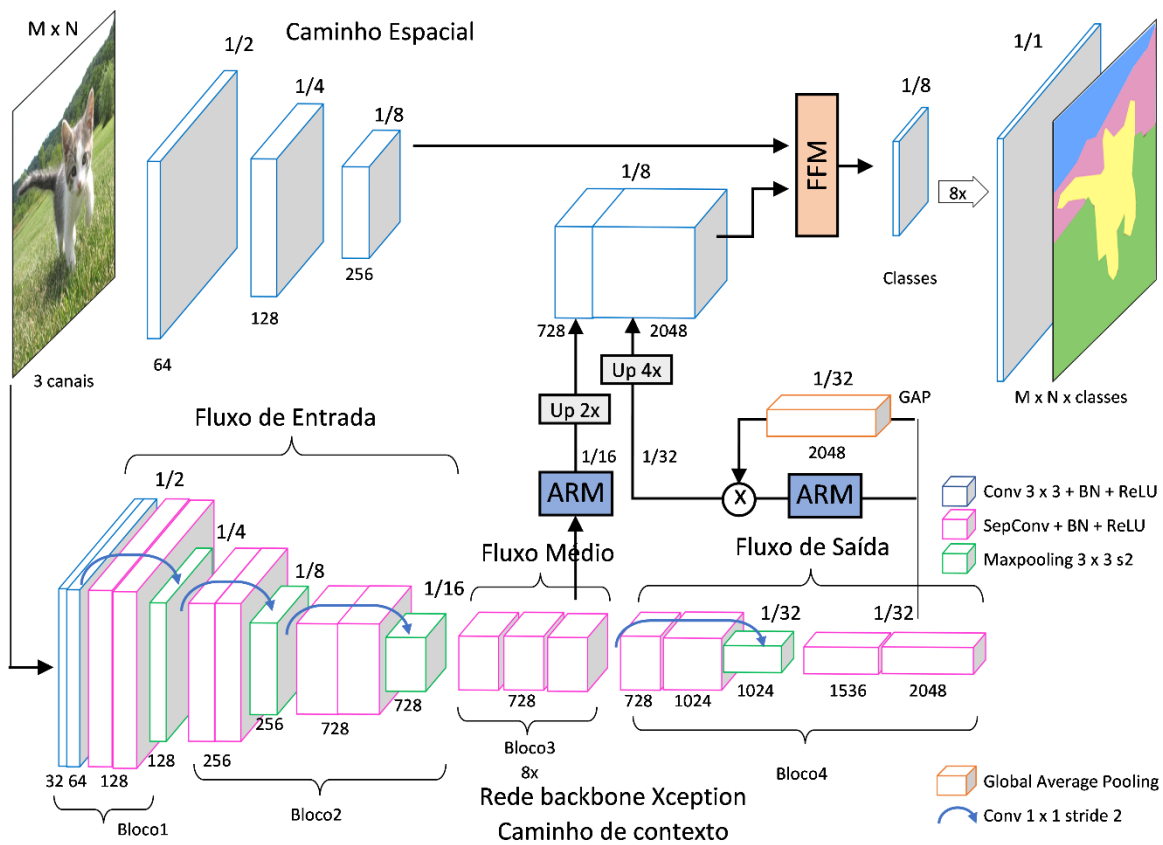 M x N
Caminho Espacial
1/2
1/4
1/8
64
128
256
3 canais
1/8
728
2048
FFM
1/8
Classes
8x
1/1
M x N x classes
Up 2x
Up 4x
1/16
1/32
ARM
1/32
GAP
2048
X
ARM
Fluxo de Entrada
Fluxo Médio
Fluxo de Saída
Conv 3 x 3 + BN + ReLU
SepConv + BN + ReLU
Maxpooling 3 x 3 s2
1/2
1/4
1/8
1/16
1/32
1/32
32
64
128
128
256
256
728
728
728
728
1024
1024
1536
2048
Bloco1
Bloco2
Bloco3
8x
Bloco4
Rede backbone Xception
Caminho de contexto
Global Average Pooling
Conv 1 x 1 stride 2